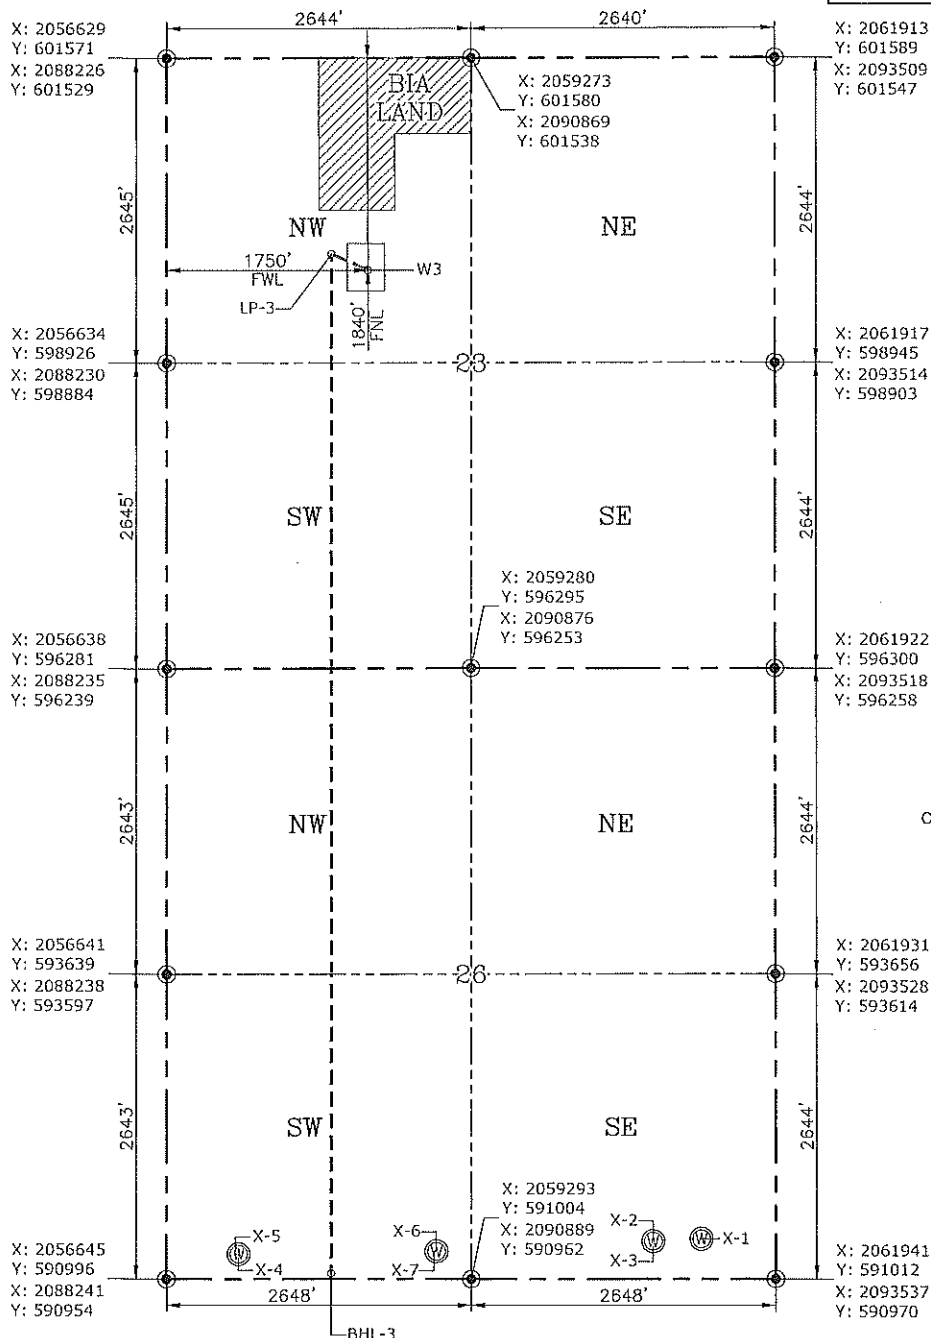 2644'
2640'
X: 2056629
Y: 601571
X: 2088226
Y: 601529
X: 2059273
Y: 601580
X: 2090869
Y: 601538
X: 2061913
Y: 601589
X: 2093509
Y: 601547
BIA
LAND
2645'
2644'
NW
NE
1750'
FWL
W3
LP-3
1840'
FNL
X: 2056634
Y: 598926
X: 2088230
Y: 598884
23
X: 2061917
Y: 598945
X: 2093514
Y: 598903
2645'
2644'
SW
SE
X: 2059280
Y: 596295
X: 2090876
Y: 596253
X: 2056638
Y: 596281
X: 2088235
Y: 596239
X: 2061922
Y: 596300
X: 2093518
Y: 596258
2643'
2644'
NW
NE
C
X: 2056641
Y: 593639
X: 2088238
Y: 593597
26
X: 2061931
Y: 593656
X: 2093528
Y: 593614
2643'
2644'
SW
SE
X: 2059293
Y: 591004
X: 2090889
Y: 590962
X-5
W
X-4
X-6
W
X-7
X-2
W
X-3
W
X-1
X: 2056645
Y: 590996
X: 2088241
Y: 590954
X: 2061941
Y: 591012
X: 2093537
Y: 590970
2648'
2648'
BHL-3